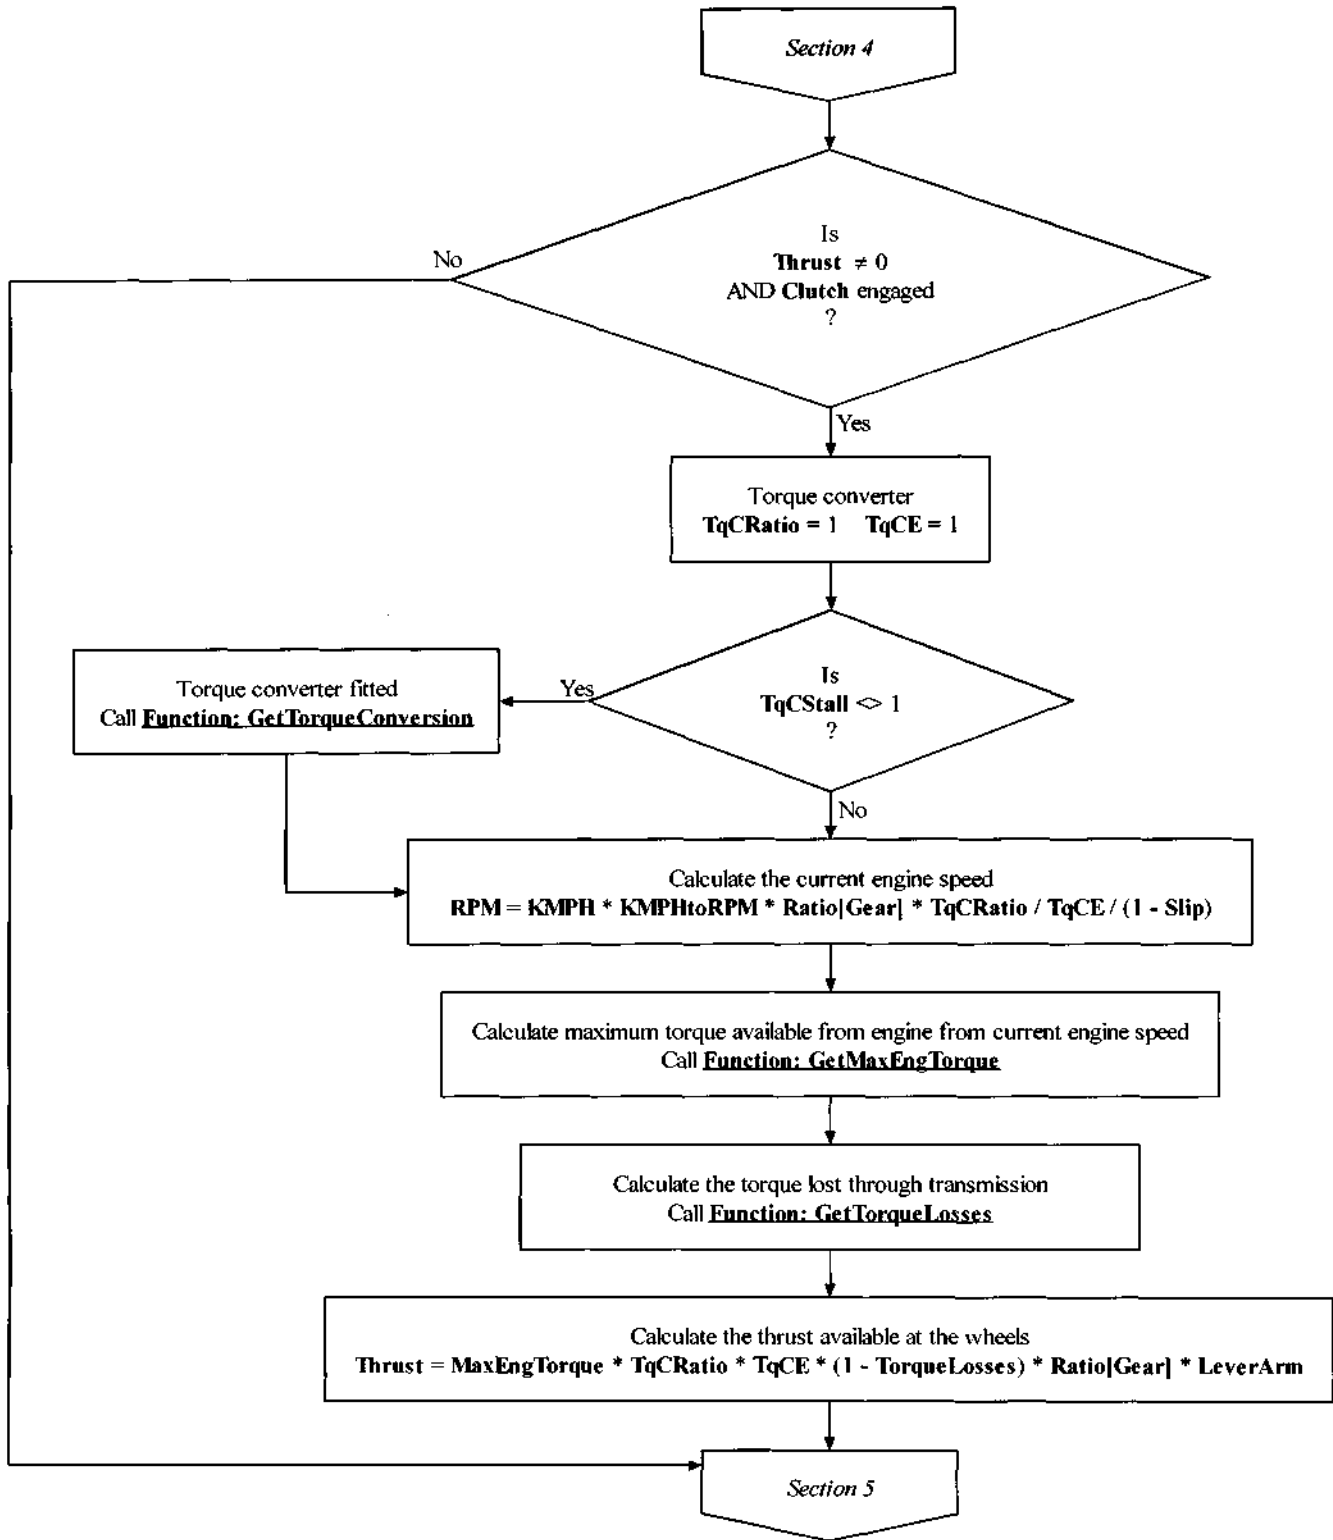 Section 4
Is
Thrust ≠ 0
AND Clutch engaged
?
No
Yes
Torque converter
TqCRatio = 1 TqCE = 1
Is
TqCStall <> 1
?
Yes
Torque converter fitted
Call Function: GetTorqueConversion
No
Calculate the current engine speed
RPM = KMPH * KMPHtoRPM * Ratio[Gear] * TqCRatio / TqCE / (1 - Slip)
Calculate maximum torque available from engine from current engine speed
Call Function: GetMaxEngTorque
Calculate the torque lost through transmission
Call Function: GetTorqueLosses
Calculate the thrust available at the wheels
Thrust = MaxEngTorque * TqCRatio * TqCE * (1 - TorqueLosses) * Ratio[Gear] * LeverArm
Section 5